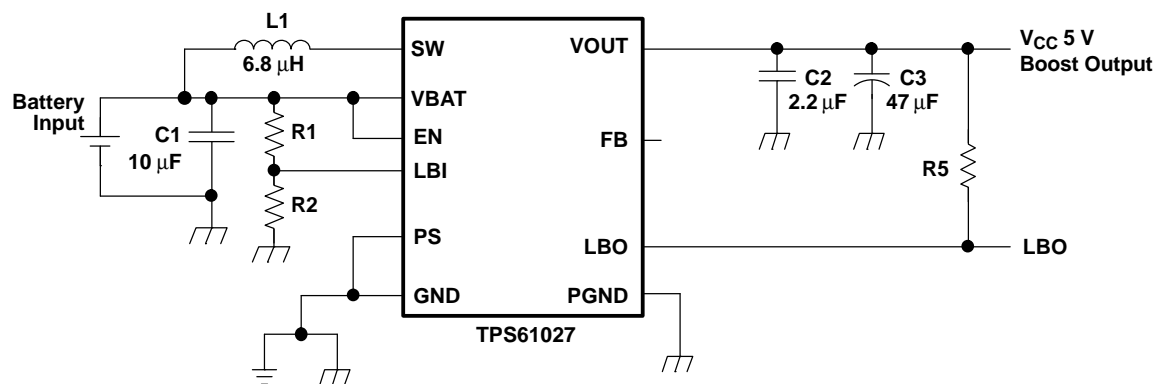 L1
6.8 μH
SW
VOUT
VCC 5 V
Boost Output
C2
2.2 μF
C3
47 μF
Battery
Input
VBAT
C1
10 μF
R1
EN
FB
R5
LBI
R2
PS
LBO
LBO
GND
PGND
TPS61027